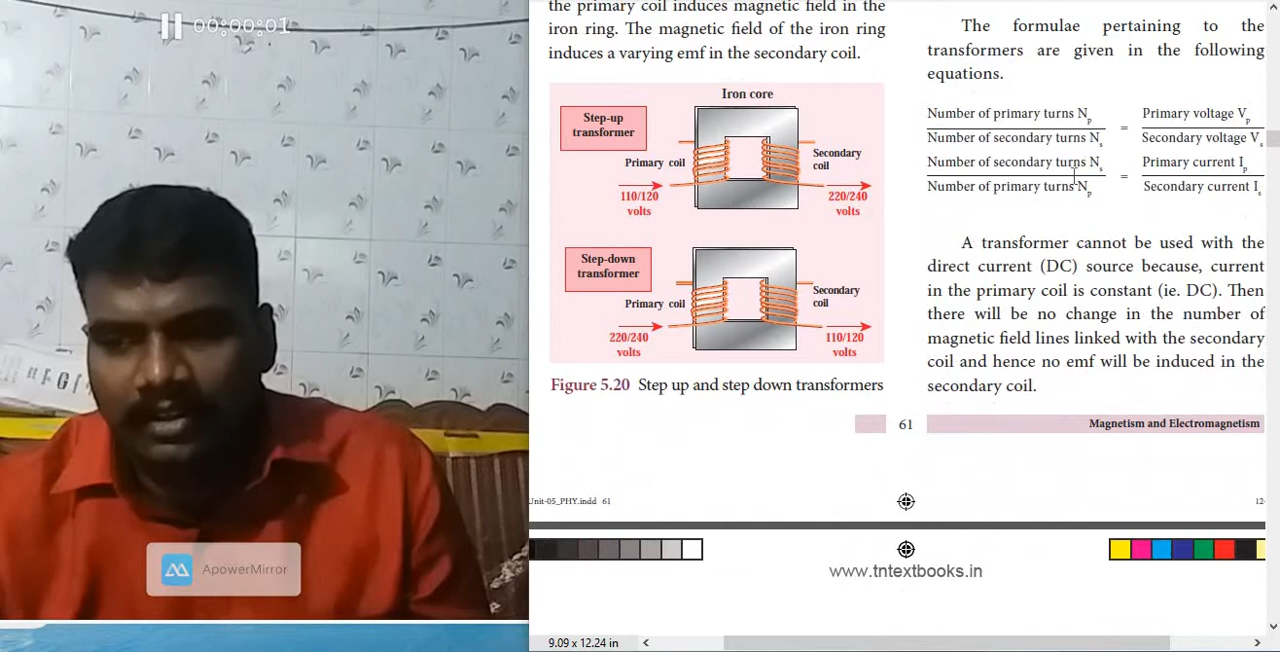 00:00:01
ApowerMirror
the primary coil induces magnetic field in the
iron ring. The magnetic field of the iron ring
induces a varying emf in the secondary coil.
Iron core
Step-up
transformer
Primary coil
Secondary
coil
110/120
volts
220/240
volts
Step-down
transformer
Primary coil
Secondary
coil
220/240
volts
110/120
volts
Figure 5.20 Step up and step down transformers
The formulae pertaining to the
transformers are given in the following
equations.
Number of primary turns Np
Number of secondary turns Ns
=
Primary voltage Vp
Secondary voltage Vs
Number of secondary turns Ns
Number of primary turns Np
=
Primary current Ip
Secondary current Is
A transformer cannot be used with the
direct current (DC) source because, current
in the primary coil is constant (ie. DC). Then
there will be no change in the number of
magnetic field lines linked with the secondary
coil and hence no emf will be induced in the
secondary coil.
61
Magnetism and Electromagnetism
Unit-05_PHY.indd 61
12-
www.tntextbooks.in
9.09 x 12.24 in